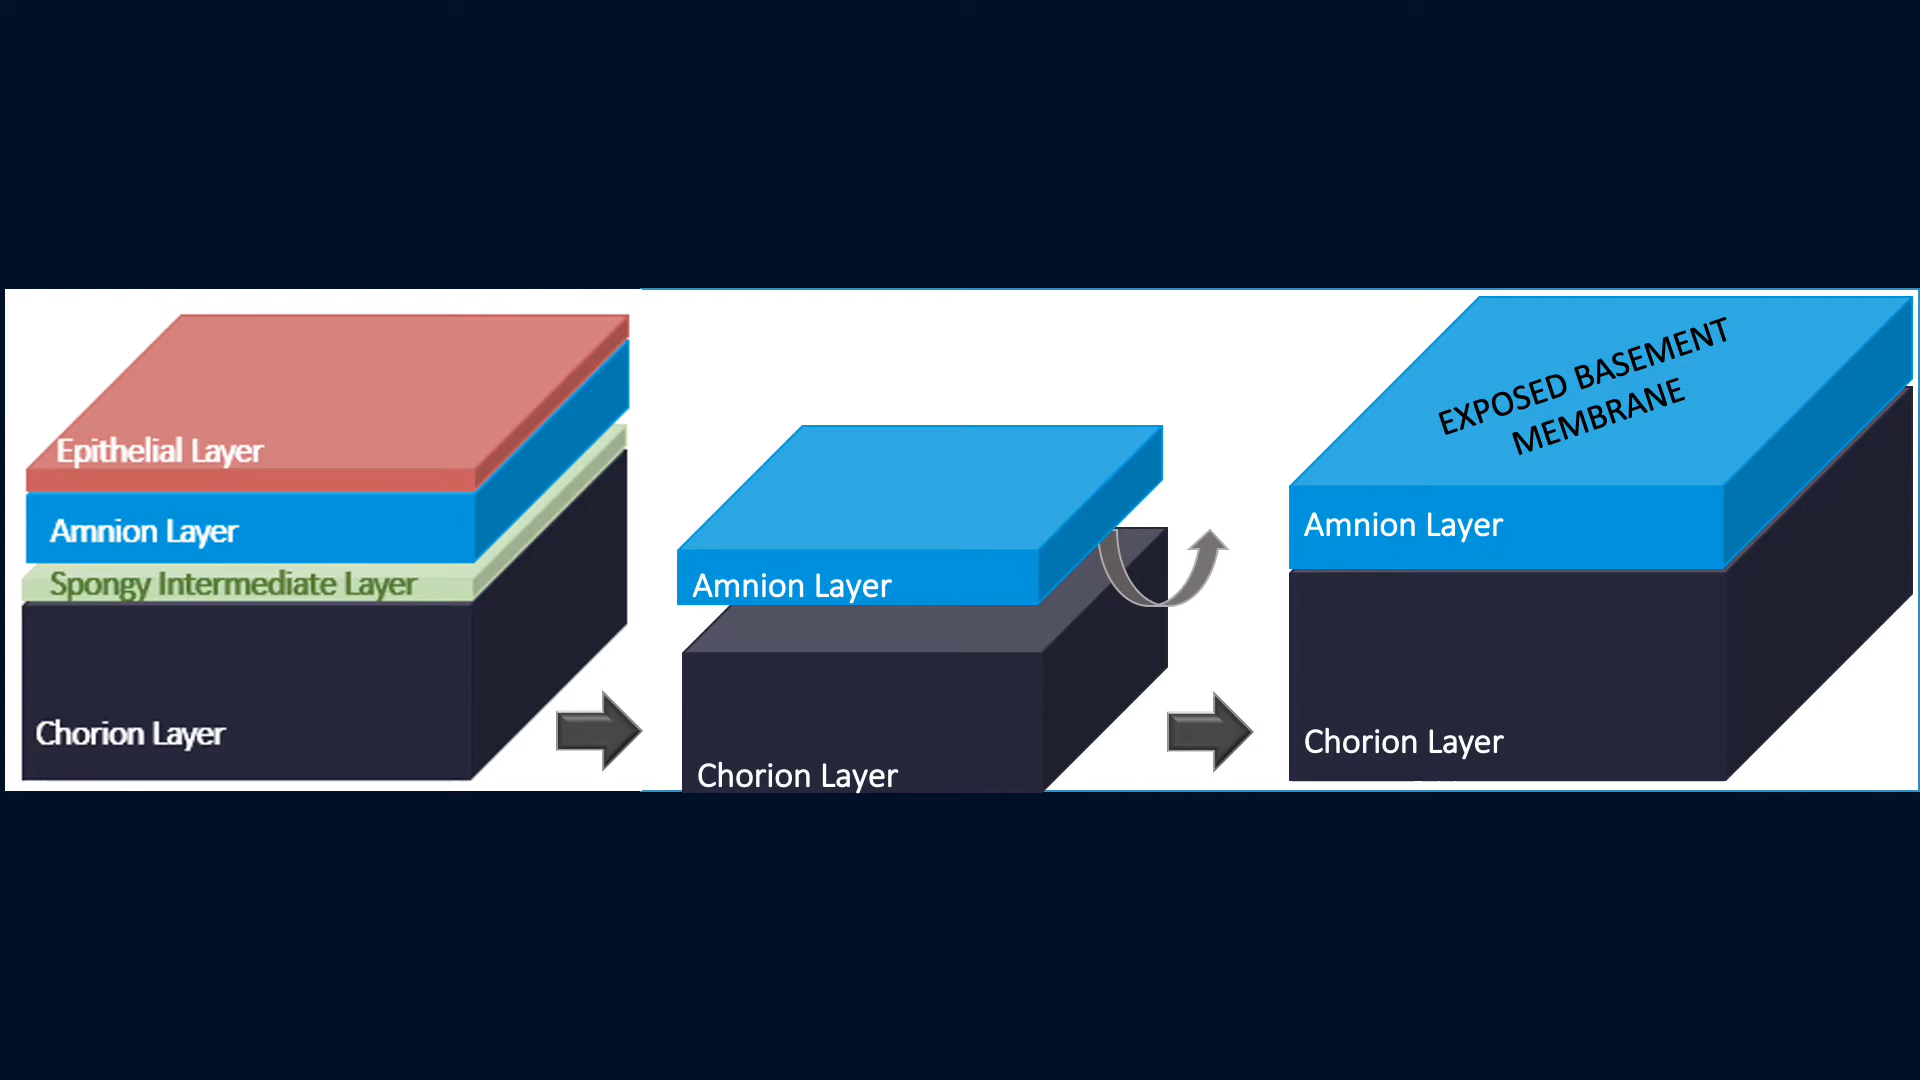 Epithelial Layer
Amnion Layer
Spongy Intermediate Layer
Chorion Layer
Amnion Layer
Chorion Layer
EXPOSED BASEMENT
MEMBRANE
Amnion Layer
Chorion Layer